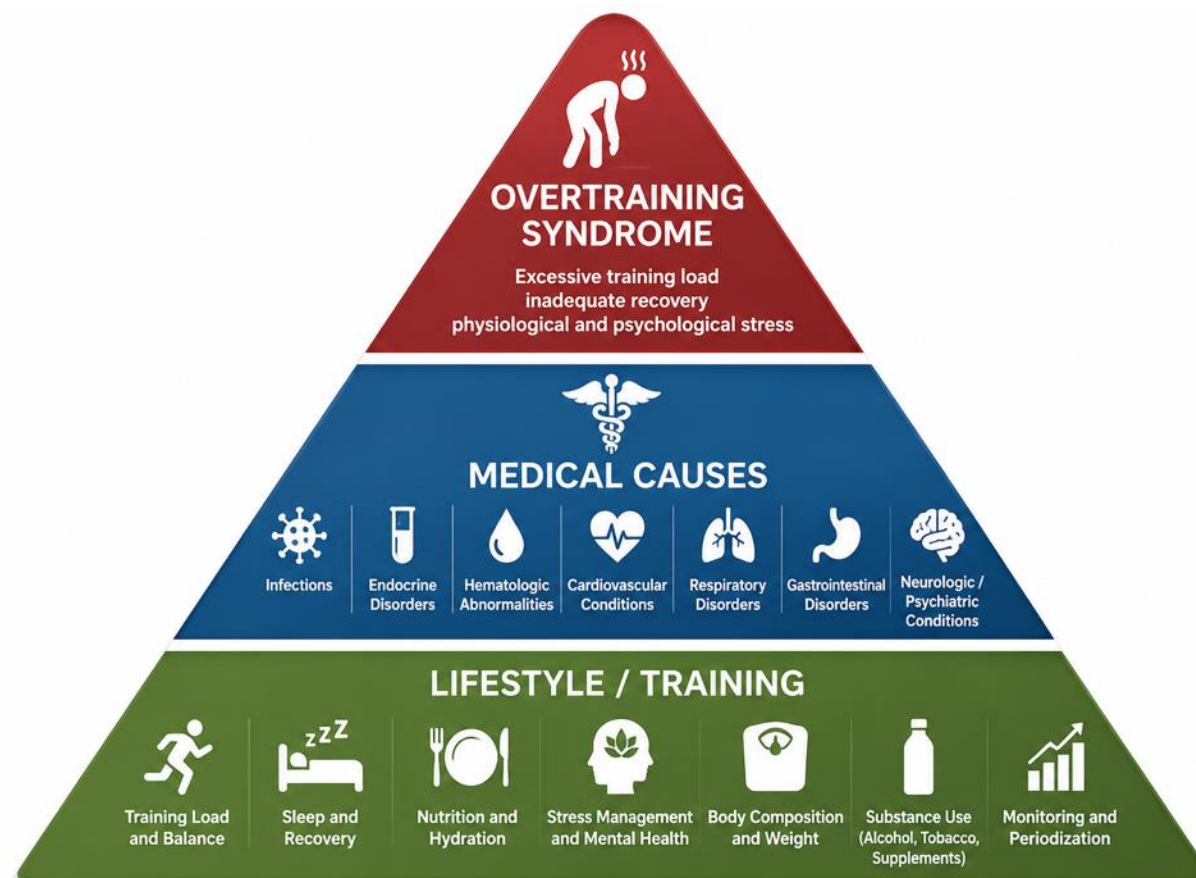 zzZ
OVERTRAINING
SYNDROME
Excessive training load
inadequate recovery
physiological and psychological stress
MEDICAL CAUSES
Infections
Endocrine
Disorders
Hematologic
Abnormalities
Cardiovascular
Conditions
Respiratory
Disorders
Gastrointestinal
Disorders
Neurologic /
Psychiatric
Conditions
LIFESTYLE / TRAINING
Training Load
and Balance
Sleep and
Recovery
Nutrition and
Hydration
Stress Management
and Mental Health
Body Composition
and Weight
Substance Use
(Alcohol, Tobacco,
Supplements)
Monitoring and
Periodization